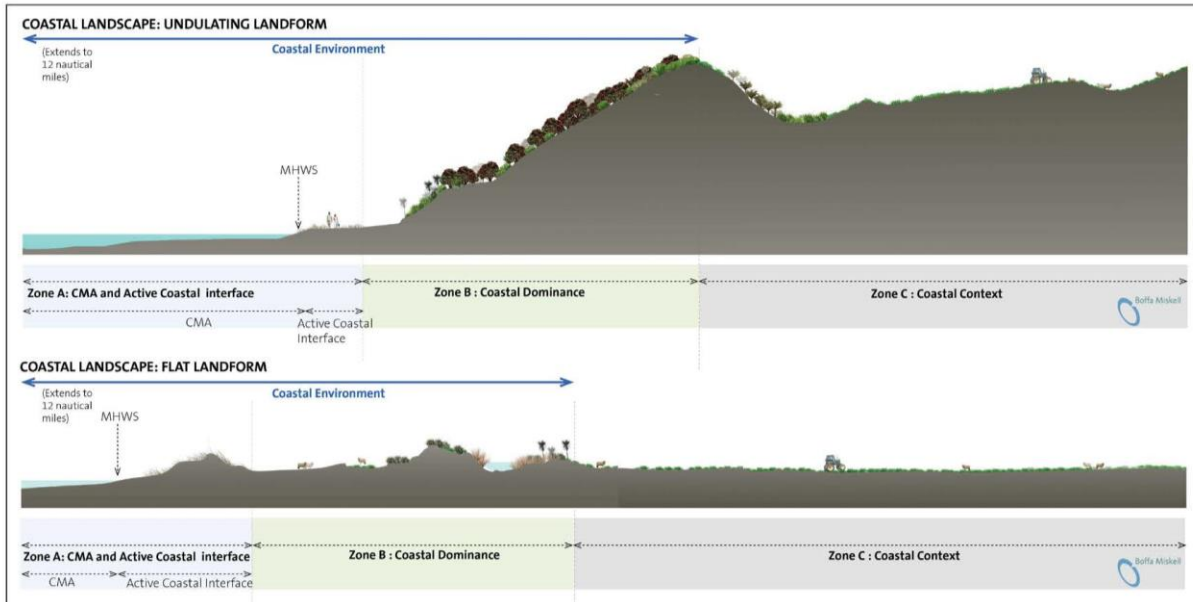 COASTAL LANDSCAPE: UNDULATING LANDFORM
Coastal Environment
(Extends to
12 nautical
miles)
MHWS
Zone A: CMA and Active Coastal interface
Zone B : Coastal Dominance
Zone C : Coastal Context
CMA
Active Coastal
Interface
Boffa Miskell
COASTAL LANDSCAPE: FLAT LANDFORM
Coastal Environment
(Extends to
12 nautical
miles)
MHWS
Zone A: CMA and Active Coastal interface
Zone B : Coastal Dominance
Zone C : Coastal Context
CMA
Active Coastal Interface
Boffa Miskell